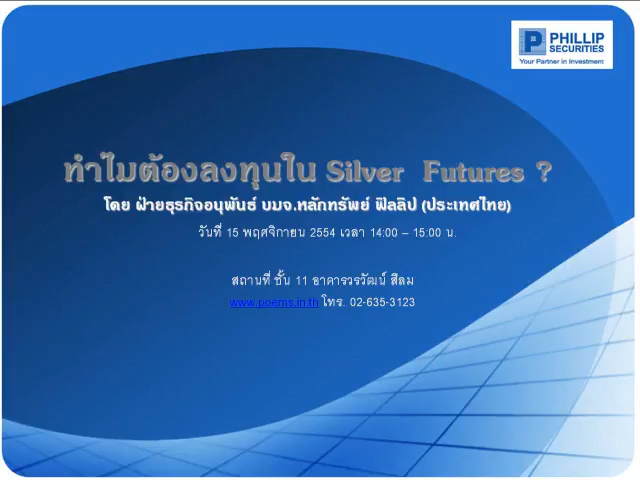 PHILLIP
SECURITIES
Your Partner in Investment
ทำไมต้องลงทุนใน Silver Futures ?
โดย ฝ่ายธุรกิจอนุพันธ์ บมจ.หลักทรัพย์ ฟิลลิป (ประเทศไทย)
วันที่ 15 พฤศจิกายน 2554 เวลา 14:00 – 15:00 น.
สถานที่ ชั้น 11 อาคารวรวัฒน์ สีลม
www.poems.in.th โทร. 02-635-3123